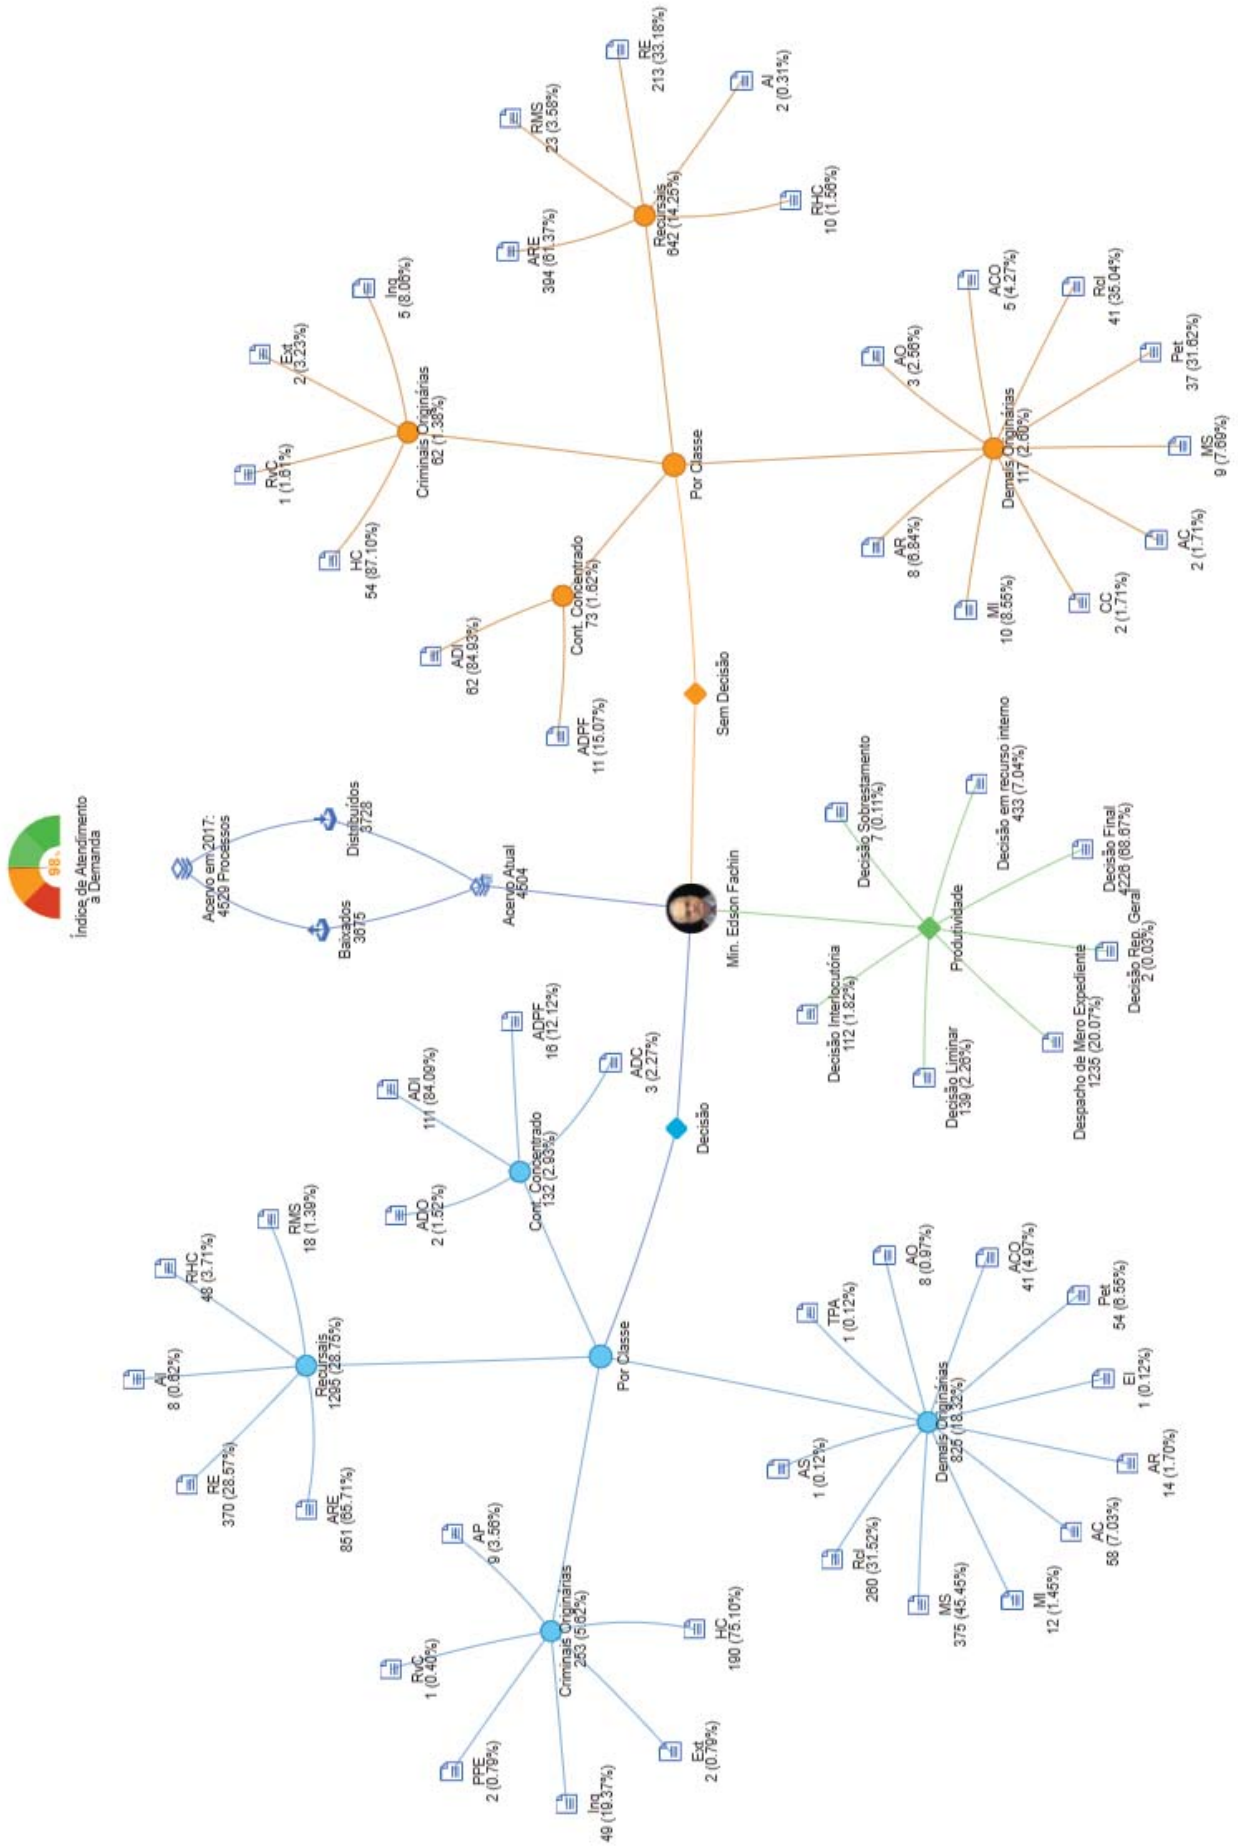 98%
Índice de Atendimento
à Demanda
Acervo em 2017:
4529 Processos
Baixados
3675
Distribuídos
3728
Acervo Atual
4504
Min. Edson Fachin
Decisão
Por Classe
Criminais Originárias
253 (5.62%)
Inq
49 (19.37%)
PPE
2 (0.79%)
RvC
1 (0.40%)
AP
9 (3.56%)
HC
190 (75.10%)
Ext
2 (0.79%)
Recursais
1295 (28.75%)
ARE
851 (65.71%)
RE
370 (28.57%)
AI
8 (0.62%)
RHC
48 (3.71%)
RMS
18 (1.39%)
Cont. Concentrado
132 (2.93%)
ADO
2 (1.52%)
ADI
111 (84.09%)
ADPF
16 (12.12%)
ADC
3 (2.27%)
Demais Originárias
825 (18.32%)
MS
375 (45.45%)
Rcl
260 (31.52%)
AS
1 (0.12%)
TPA
1 (0.12%)
AO
8 (0.97%)
ACO
41 (4.97%)
Pet
54 (6.56%)
EI
1 (0.12%)
AR
14 (1.70%)
AC
58 (7.03%)
MI
12 (1.45%)
Produtividade
Decisão Interlocutória
112 (1.82%)
Decisão Liminar
139 (2.26%)
Despacho de Mero Expediente
1235 (20.07%)
Decisão Rep. Geral
2 (0.03%)
Decisão Final
4226 (68.67%)
Decisão em recurso interno
433 (7.04%)
Decisão Sobrestamento
7 (0.11%)
Sem Decisão
Por Classe
Cont. Concentrado
73 (1.62%)
ADPF
11 (15.07%)
ADI
62 (84.93%)
Criminais Originárias
62 (1.38%)
HC
54 (87.10%)
RvC
1 (1.61%)
Ext
2 (3.23%)
Inq
5 (8.06%)
Recursais
642 (14.25%)
ARE
394 (61.37%)
RMS
23 (3.58%)
RE
213 (33.18%)
AI
2 (0.31%)
RHC
10 (1.56%)
Demais Originárias
117 (2.60%)
MI
10 (8.55%)
AR
8 (6.84%)
AO
3 (2.56%)
ACO
5 (4.27%)
Rcl
41 (35.04%)
Pet
37 (31.62%)
MS
9 (7.69%)
AC
2 (1.71%)
CC
2 (1.71%)